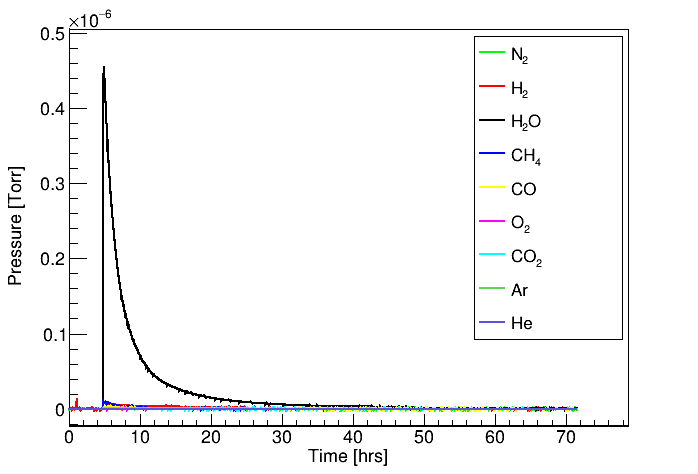 ×10⁻⁶
0.5
0.4
0.3
0.2
0.1
0
Pressure [Torr]
N₂
H₂
H₂O
CH₄
CO
O₂
CO₂
Ar
He
0 10 20 30 40 50 60 70
Time [hrs]